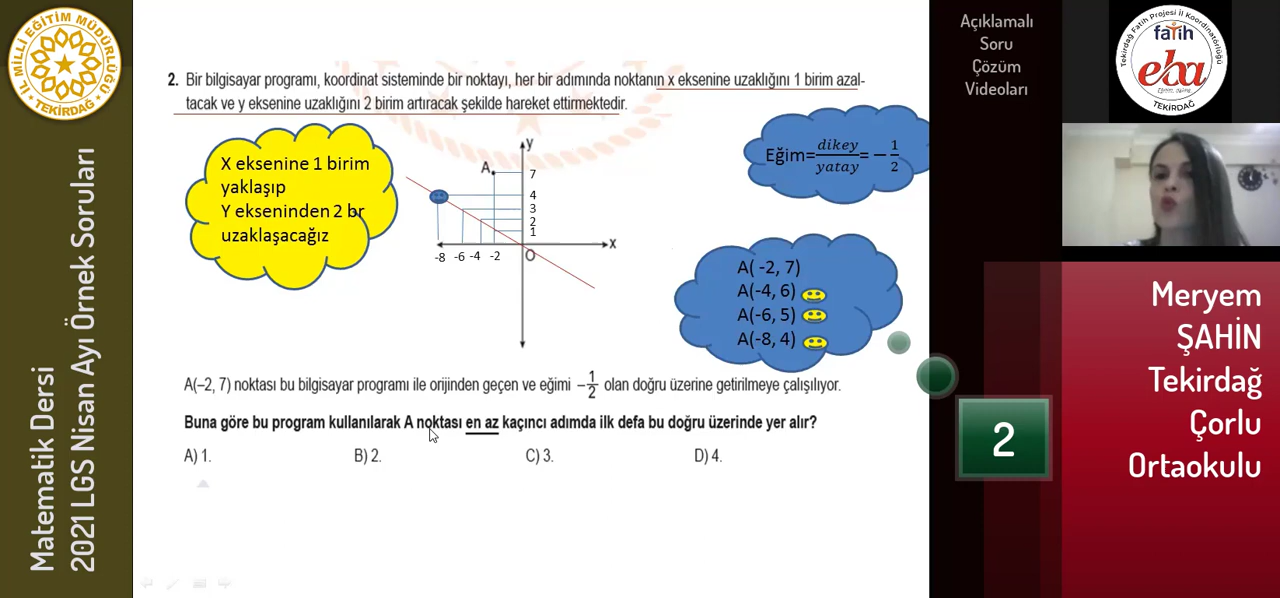 İL MİLLİ EĞİTİM MÜDÜRLÜĞÜ
• TEKİRDAĞ •
Matematik Dersi
2021 LGS Nisan Ayı Örnek Soruları
2. Bir bilgisayar programı, koordinat sisteminde bir noktayı, her bir adımında noktanın x eksenine uzaklığını 1 birim azal-
tacak ve y eksenine uzaklığını 2 birim artıracak şekilde hareket ettirmektedir.
X eksenine 1 birim
yaklaşıp
Y ekseninden 2 br
uzaklaşacağız
y
A
7
4
3
2
1
x
O
-8 -6 -4 -2
Eğim=dikey/yatay=−1/2
A( -2, 7)
A(-4, 6)
A(-6, 5)
A(-8, 4)
A(–2, 7) noktası bu bilgisayar programı ile orijinden geçen ve eğimi −1/2 olan doğru üzerine getirilmeye çalışılıyor.
Buna göre bu program kullanılarak A noktası en az kaçıncı adımda ilk defa bu doğru üzerinde yer alır?
A) 1. B) 2. C) 3. D) 4.
Açıklamalı
Soru
Çözüm
Videoları
Tekirdağ Fatih Projesi İl Koordinatörlüğü
fatih
eba
TEKİRDAĞ
Meryem
ŞAHİN
Tekirdağ
Çorlu
Ortaokulu
2